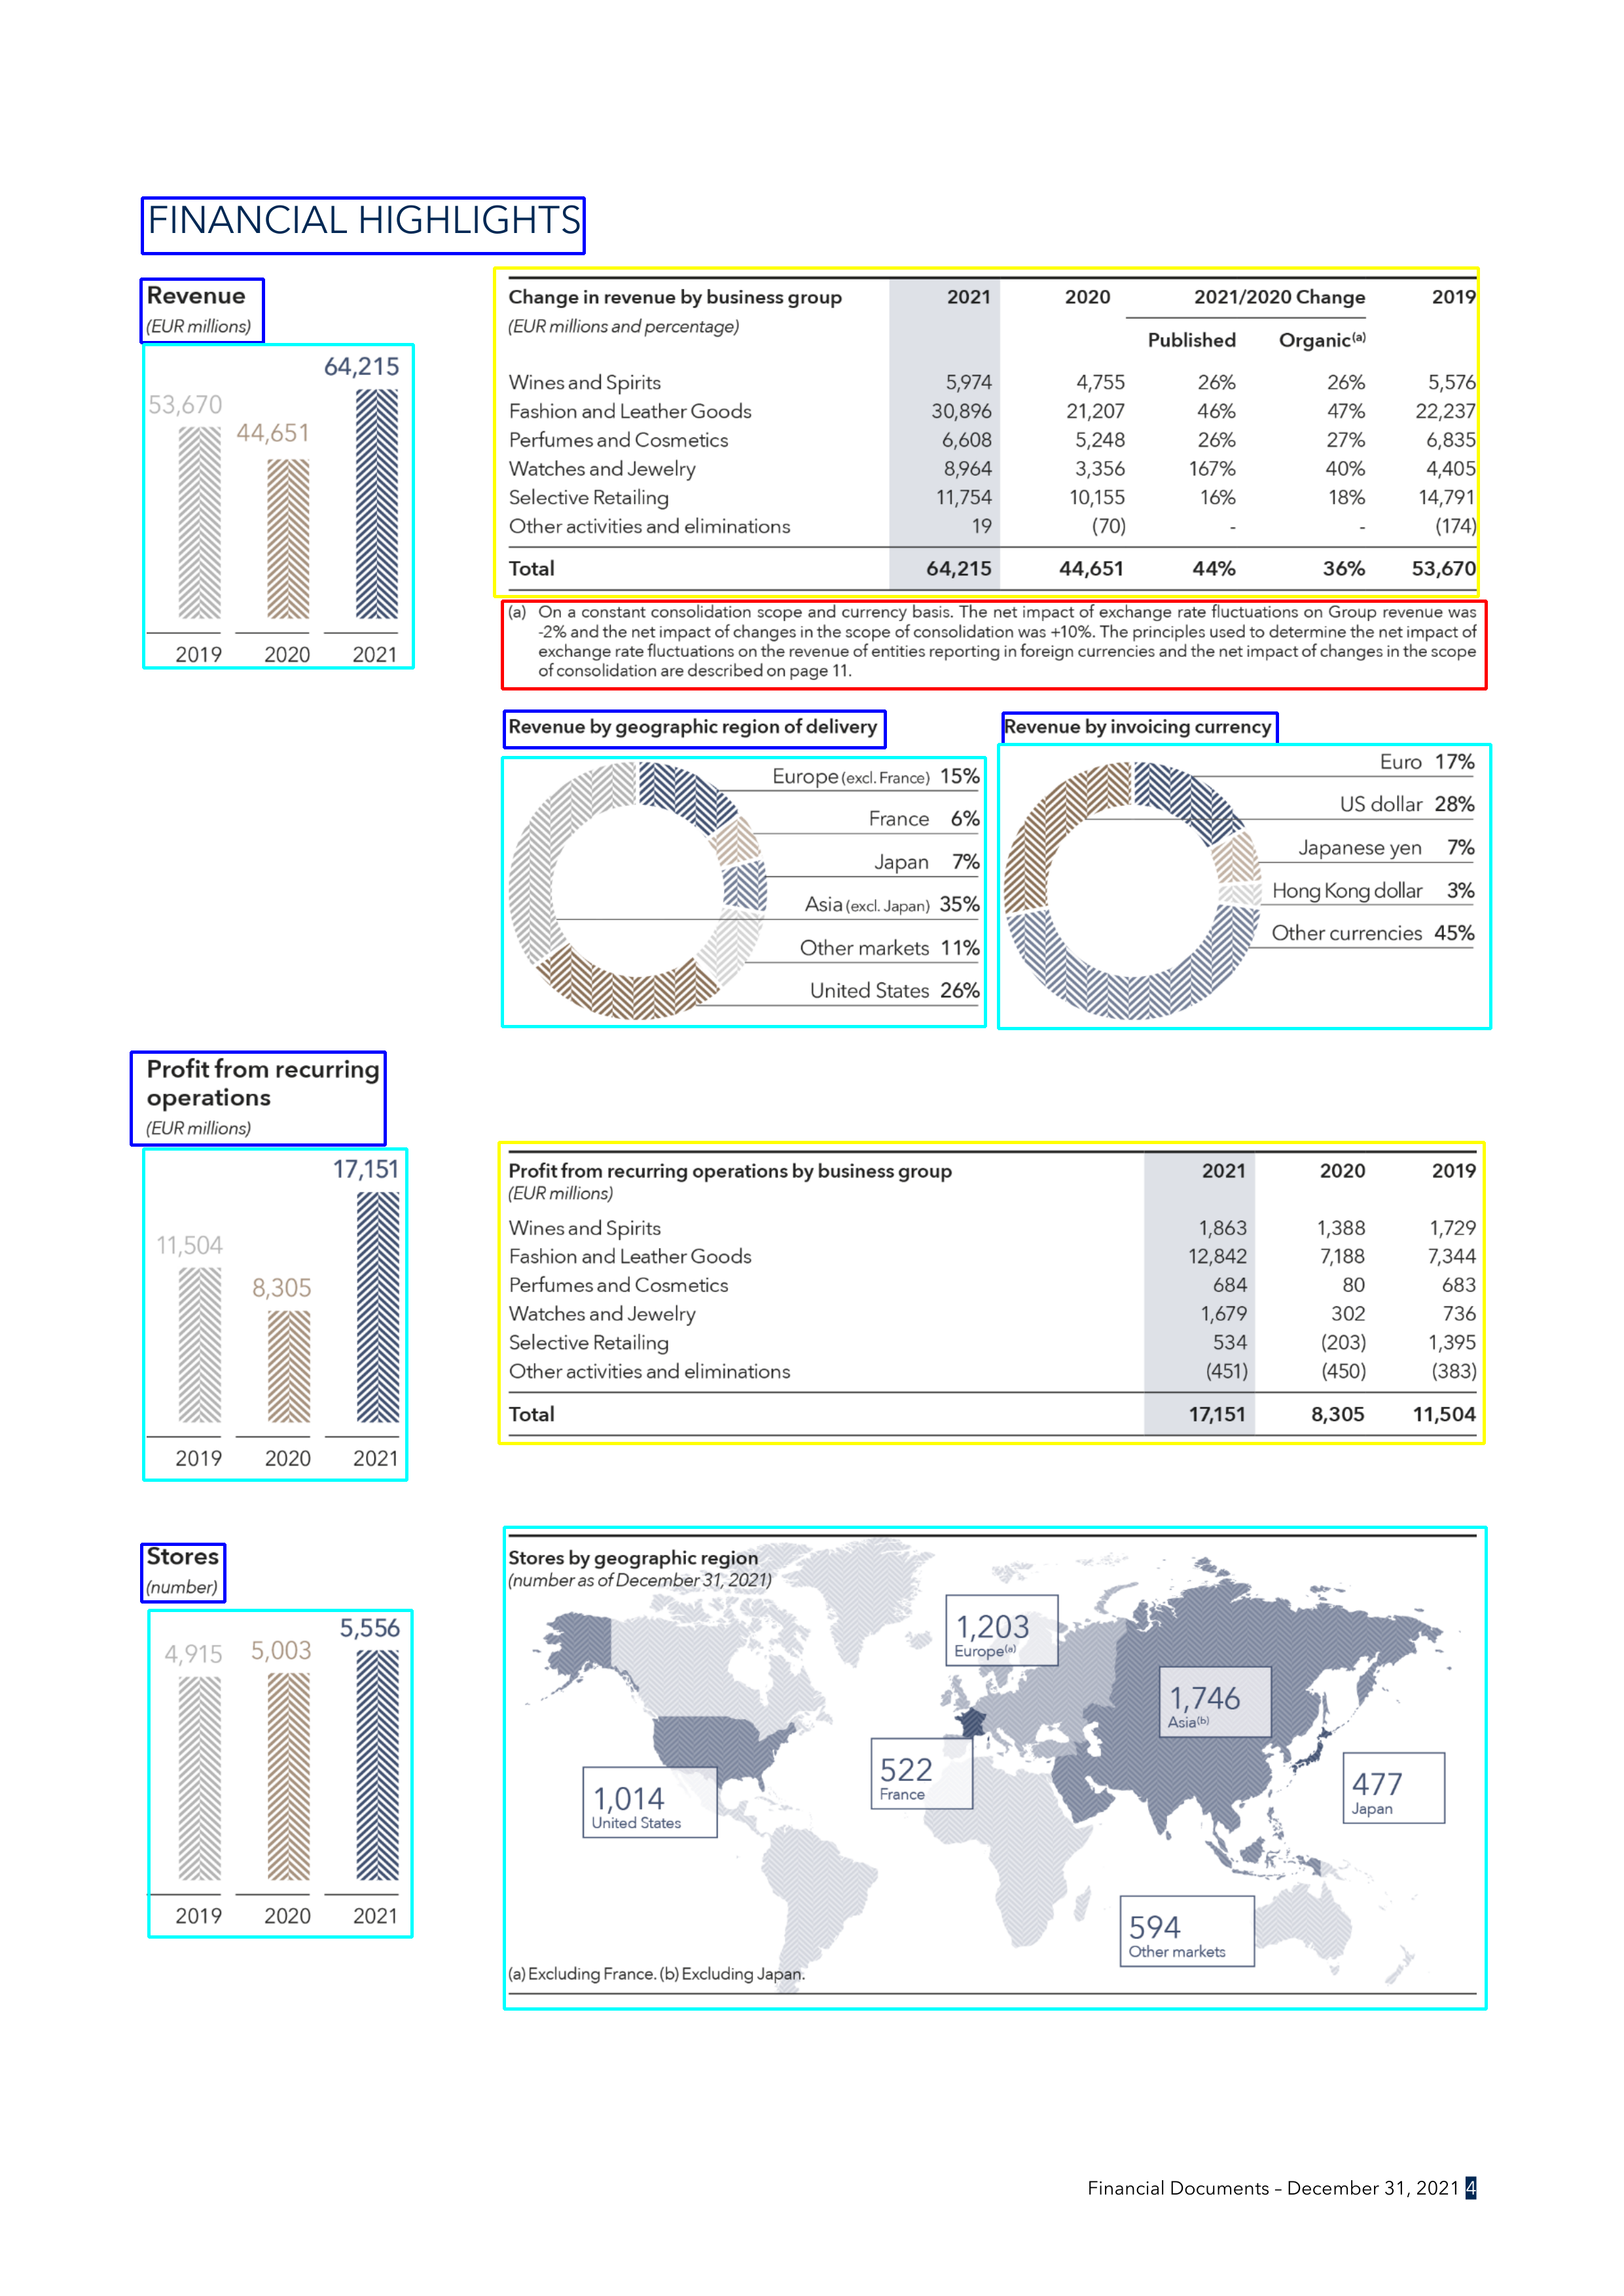 FINANCIAL HIGHLIGHTS
Revenue
(EUR millions)
53,670
44,651
64,215
2019 2020 2021
Change in revenue by business group 2021 2020 2021/2020 Change 2019
(EUR millions and percentage)
Published Organic(a)
Wines and Spirits 5,974 4,755 26% 26% 5,576
Fashion and Leather Goods 30,896 21,207 46% 47% 22,237
Perfumes and Cosmetics 6,608 5,248 26% 27% 6,835
Watches and Jewelry 8,964 3,356 167% 40% 4,405
Selective Retailing 11,754 10,155 16% 18% 14,791
Other activities and eliminations 19 (70) - - (174)
Total 64,215 44,651 44% 36% 53,670
(a) On a constant consolidation scope and currency basis. The net impact of exchange rate fluctuations on Group revenue was
-2% and the net impact of changes in the scope of consolidation was +10%. The principles used to determine the net impact of
exchange rate fluctuations on the revenue of entities reporting in foreign currencies and the net impact of changes in the scope
of consolidation are described on page 11.
Revenue by geographic region of delivery
Europe (excl. France) 15%
France 6%
Japan 7%
Asia (excl. Japan) 35%
Other markets 11%
United States 26%
Revenue by invoicing currency
Euro 17%
US dollar 28%
Japanese yen 7%
Hong Kong dollar 3%
Other currencies 45%
Profit from recurring
operations
(EUR millions)
11,504
8,305
17,151
2019 2020 2021
Profit from recurring operations by business group 2021 2020 2019
(EUR millions)
Wines and Spirits 1,863 1,388 1,729
Fashion and Leather Goods 12,842 7,188 7,344
Perfumes and Cosmetics 684 80 683
Watches and Jewelry 1,679 302 736
Selective Retailing 534 (203) 1,395
Other activities and eliminations (451) (450) (383)
Total 17,151 8,305 11,504
Stores
(number)
4,915
5,003
5,556
2019 2020 2021
Stores by geographic region
(number as of December 31, 2021)
1,203
Europe(a)
1,746
Asia(b)
522
France
477
Japan
1,014
United States
594
Other markets
(a) Excluding France. (b) Excluding Japan.
Financial Documents – December 31, 2021 4